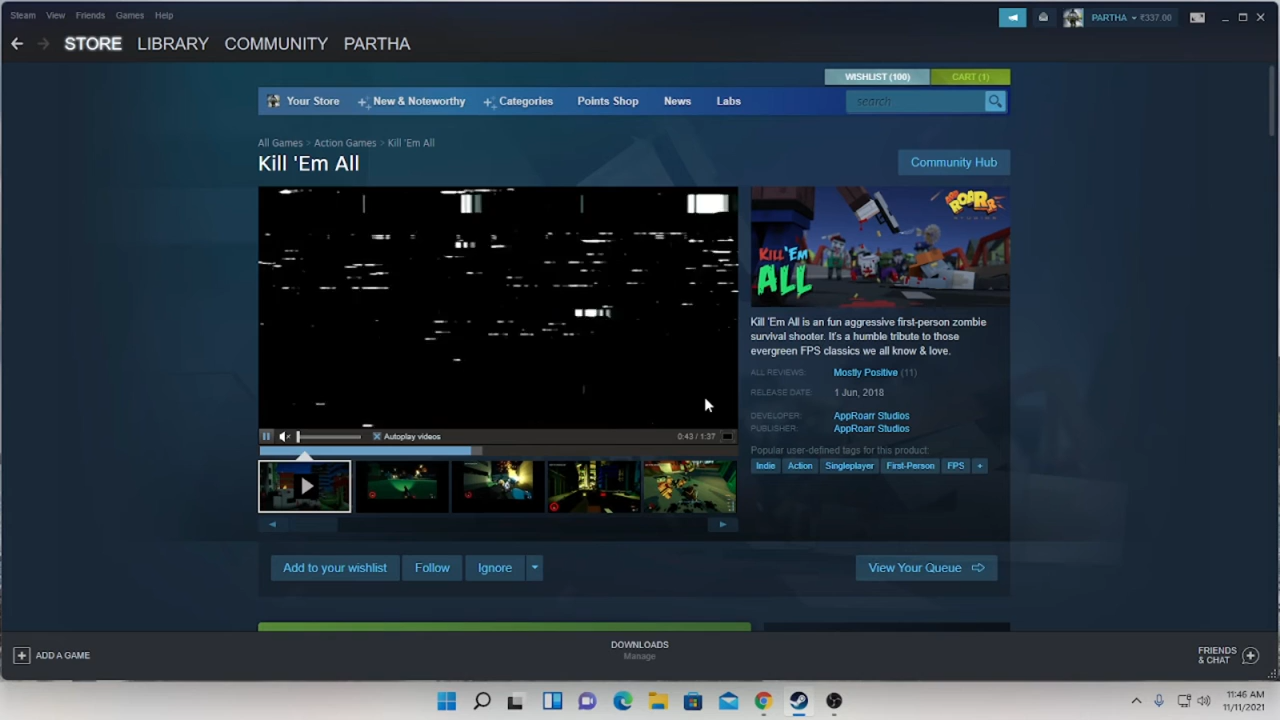 Steam View Friends Games Help
PARTHA ₹337.00
STORE LIBRARY COMMUNITY PARTHA
WISHLIST (100) CART (1)
Your Store New & Noteworthy Categories Points Shop News Labs search
All Games > Action Games > Kill 'Em All
Kill 'Em All
Community Hub
ROARR
STUDIOS
KILL 'EM
ALL
Kill 'Em All is an fun aggressive first-person zombie
survival shooter. It's a humble tribute to those
evergreen FPS classics we all know & love.
ALL REVIEWS: Mostly Positive (11)
RELEASE DATE: 1 Jun, 2018
DEVELOPER: AppRoarr Studios
PUBLISHER: AppRoarr Studios
Popular user-defined tags for this product:
Indie Action Singleplayer First-Person FPS +
Autoplay videos 0:43 / 1:37
Add to your wishlist Follow Ignore View Your Queue
ADD A GAME
DOWNLOADS
Manage
FRIENDS
& CHAT
11:46 AM
11/11/2021